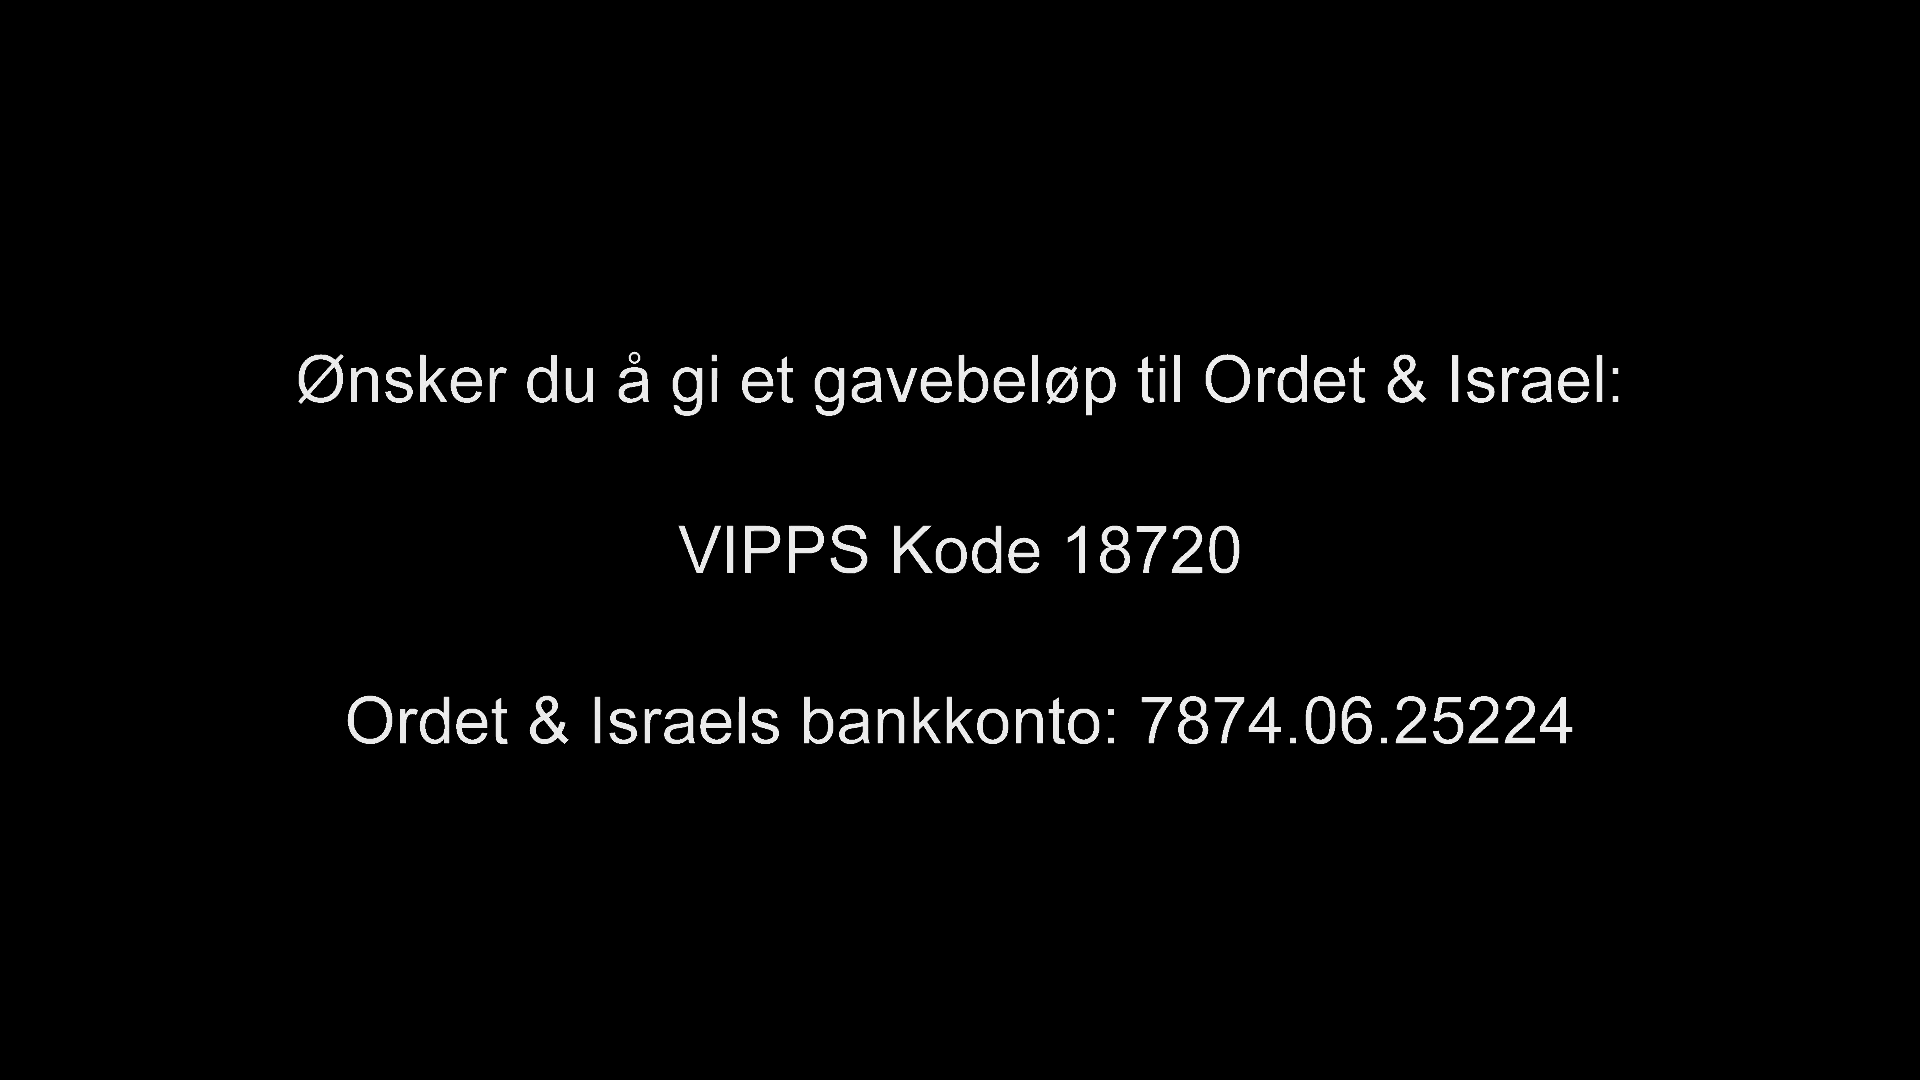 Ønsker du å gi et gavebeløp til Ordet & Israel:
VIPPS Kode 18720
Ordet & Israels bankkonto: 7874.06.25224